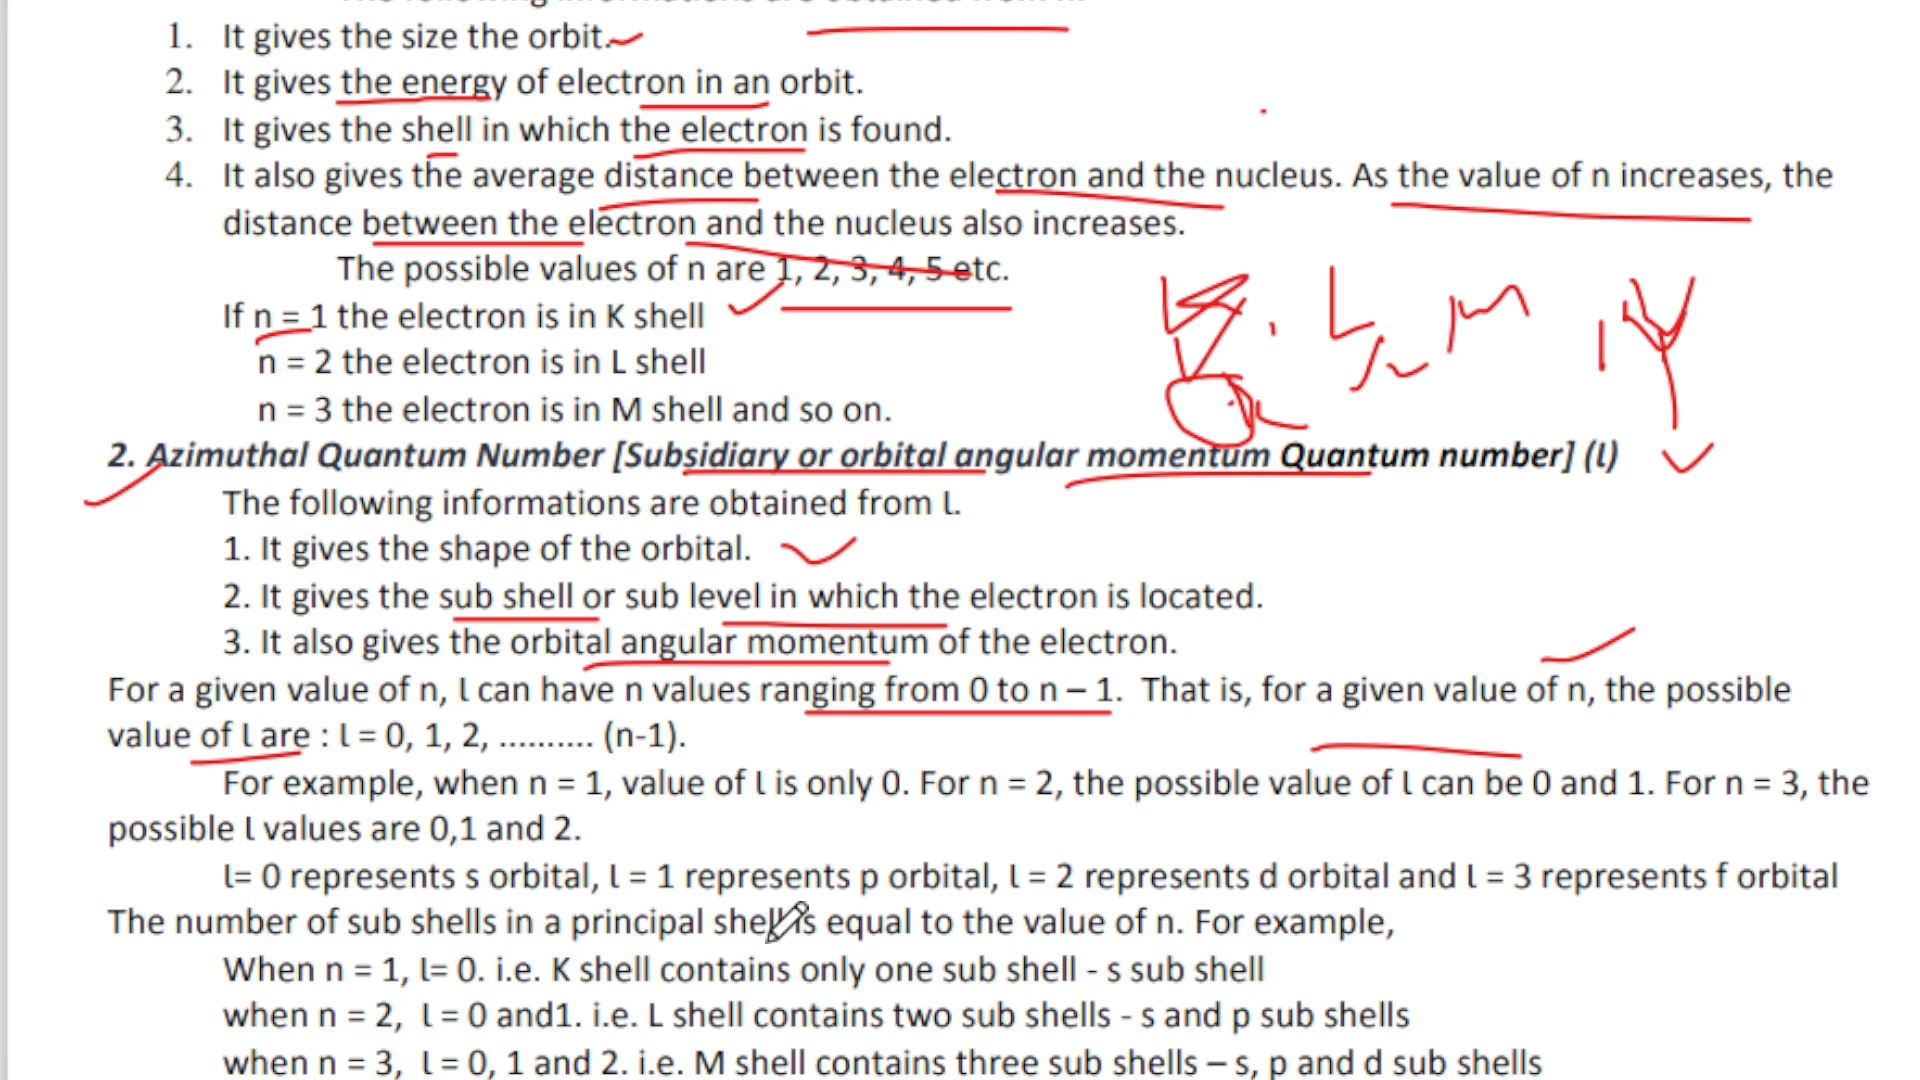 1. It gives the size the orbit.
2. It gives the energy of electron in an orbit.
3. It gives the shell in which the electron is found.
4. It also gives the average distance between the electron and the nucleus. As the value of n increases, the
distance between the electron and the nucleus also increases.
The possible values of n are 1, 2, 3, 4, 5 etc.
If n = 1 the electron is in K shell
n = 2 the electron is in L shell
n = 3 the electron is in M shell and so on.
2. Azimuthal Quantum Number [Subsidiary or orbital angular momentum Quantum number] (l)
The following informations are obtained from l.
1. It gives the shape of the orbital.
2. It gives the sub shell or sub level in which the electron is located.
3. It also gives the orbital angular momentum of the electron.
For a given value of n, l can have n values ranging from 0 to n – 1. That is, for a given value of n, the possible
value of l are : l = 0, 1, 2, .......... (n-1).
For example, when n = 1, value of l is only 0. For n = 2, the possible value of l can be 0 and 1. For n = 3, the
possible l values are 0,1 and 2.
l= 0 represents s orbital, l = 1 represents p orbital, l = 2 represents d orbital and l = 3 represents f orbital
The number of sub shells in a principal shell is equal to the value of n. For example,
When n = 1, l= 0. i.e. K shell contains only one sub shell - s sub shell
when n = 2, l = 0 and1. i.e. L shell contains two sub shells - s and p sub shells
when n = 3, l = 0, 1 and 2. i.e. M shell contains three sub shells – s, p and d sub shells